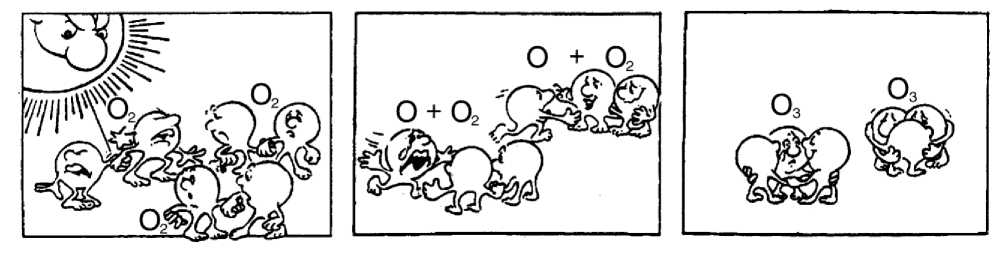 O₂
O₂
O₂
O + O₂
O + O₂
O₃
O₃